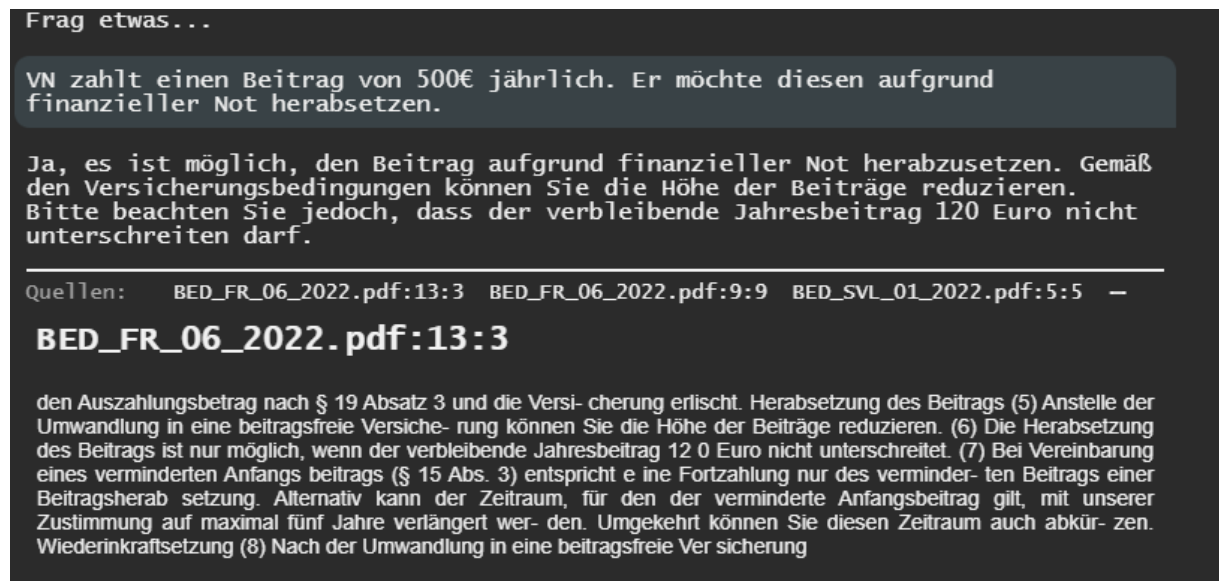 Frag etwas...
VN zahlt einen Beitrag von 500€ jährlich. Er möchte diesen aufgrund
finanzieller Not herabsetzen.
Ja, es ist möglich, den Beitrag aufgrund finanzieller Not herabzusetzen. Gemäß
den Versicherungsbedingungen können Sie die Höhe der Beiträge reduzieren.
Bitte beachten Sie jedoch, dass der verbleibende Jahresbeitrag 120 Euro nicht
unterschreiten darf.
Quellen: BED_FR_06_2022.pdf:13:3 BED_FR_06_2022.pdf:9:9 BED_SVL_01_2022.pdf:5:5 —
BED_FR_06_2022.pdf:13:3
den Auszahlungsbetrag nach § 19 Absatz 3 und die Versi- cherung erlischt. Herabsetzung des Beitrags (5) Anstelle der
Umwandlung in eine beitragsfreie Versiche- rung können Sie die Höhe der Beiträge reduzieren. (6) Die Herabsetzung
des Beitrags ist nur möglich, wenn der verbleibende Jahresbeitrag 12 0 Euro nicht unterschreitet. (7) Bei Vereinbarung
eines verminderten Anfangs beitrags (§ 15 Abs. 3) entspricht e ine Fortzahlung nur des verminder- ten Beitrags einer
Beitragsherab setzung. Alternativ kann der Zeitraum, für den der verminderte Anfangsbeitrag gilt, mit unserer
Zustimmung auf maximal fünf Jahre verlängert wer- den. Umgekehrt können Sie diesen Zeitraum auch abkür- zen.
Wiederinkraftsetzung (8) Nach der Umwandlung in eine beitragsfreie Ver sicherung